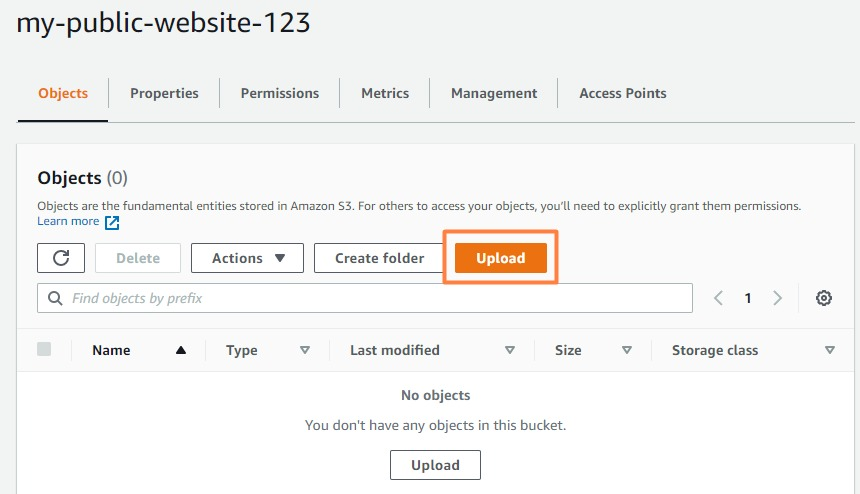 my-public-website-123
Objects
Properties
Permissions
Metrics
Management
Access Points
Objects (0)
Objects are the fundamental entities stored in Amazon S3. For others to access your objects, you’ll need to explicitly grant them permissions.
Learn more
Delete
Actions
Create folder
Upload
Find objects by prefix
1
Name
Type
Last modified
Size
Storage class
No objects
You don't have any objects in this bucket.
Upload